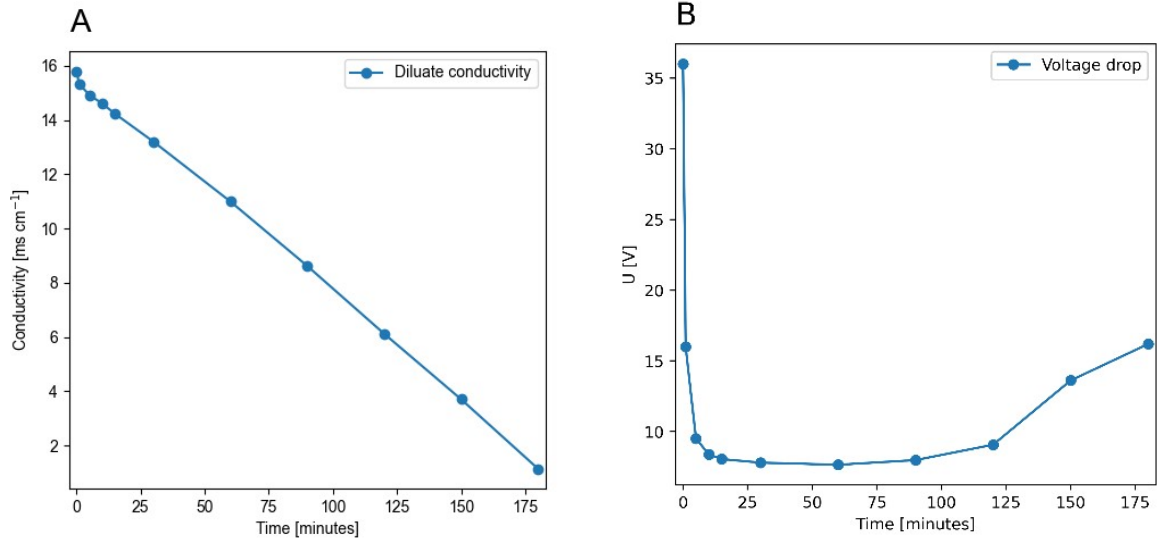 A
16
14
12
10
8
6
4
2
Conductivity [ms cm⁻¹]
Diluate conductivity
0 25 50 75 100 125 150 175
Time [minutes]
B
35
30
25
20
15
10
U [V]
Voltage drop
0 25 50 75 100 125 150 175
Time [minutes]